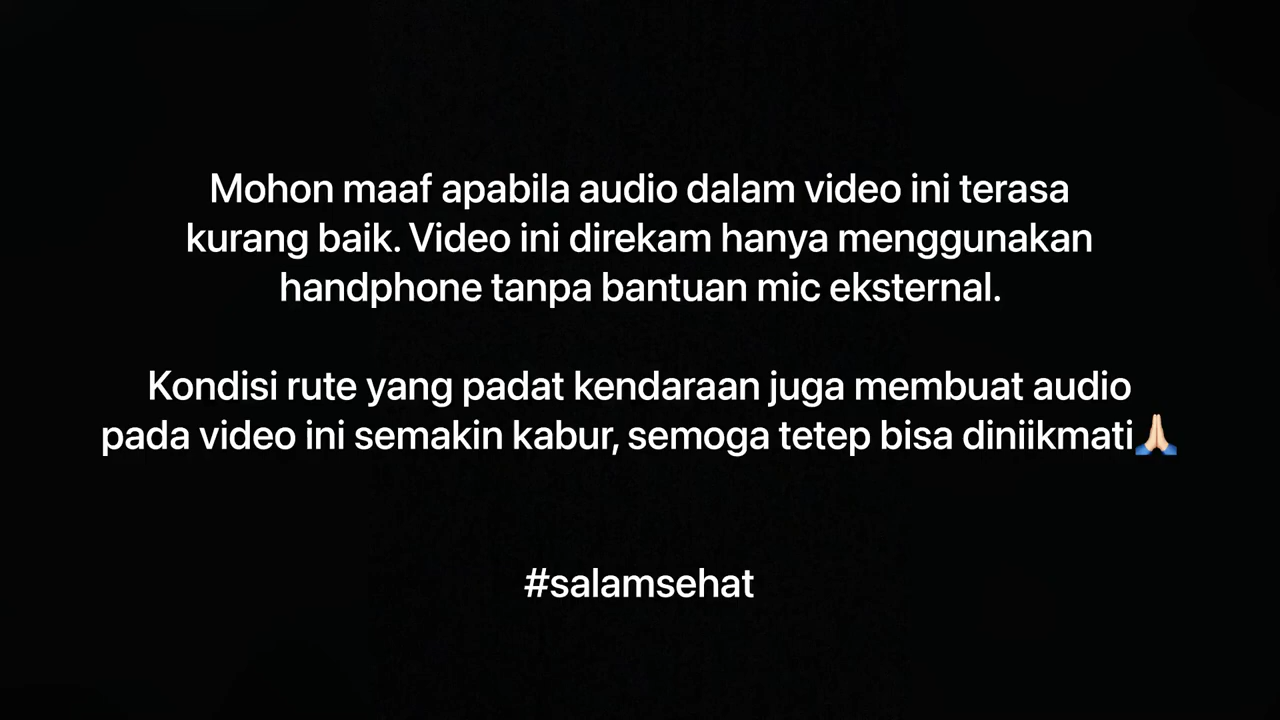 Mohon maaf apabila audio dalam video ini terasa
kurang baik. Video ini direkam hanya menggunakan
handphone tanpa bantuan mic eksternal.
Kondisi rute yang padat kendaraan juga membuat audio
pada video ini semakin kabur, semoga tetep bisa diniikmati🙏🏻
#salamsehat